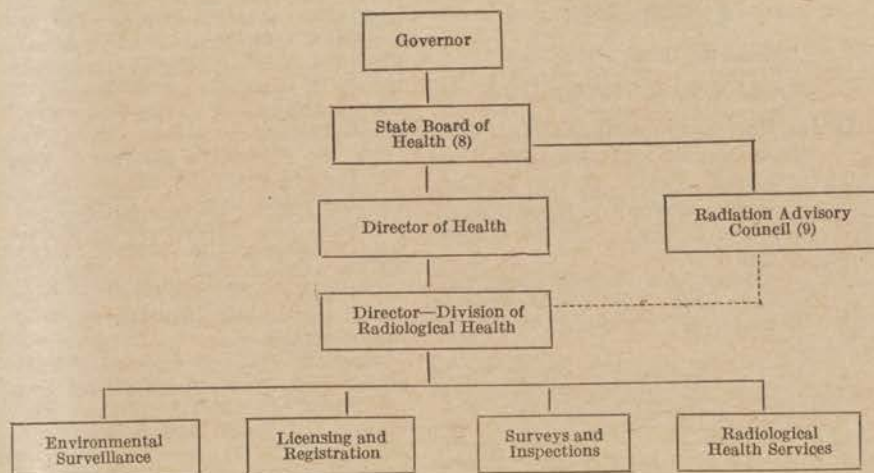 Governor
State Board of
Health (8)
Director of Health
Radiation Advisory
Council (9)
Director—Division of
Radiological Health
Environmental
Surveillance
Licensing and
Registration
Surveys and
Inspections
Radiological
Health Services